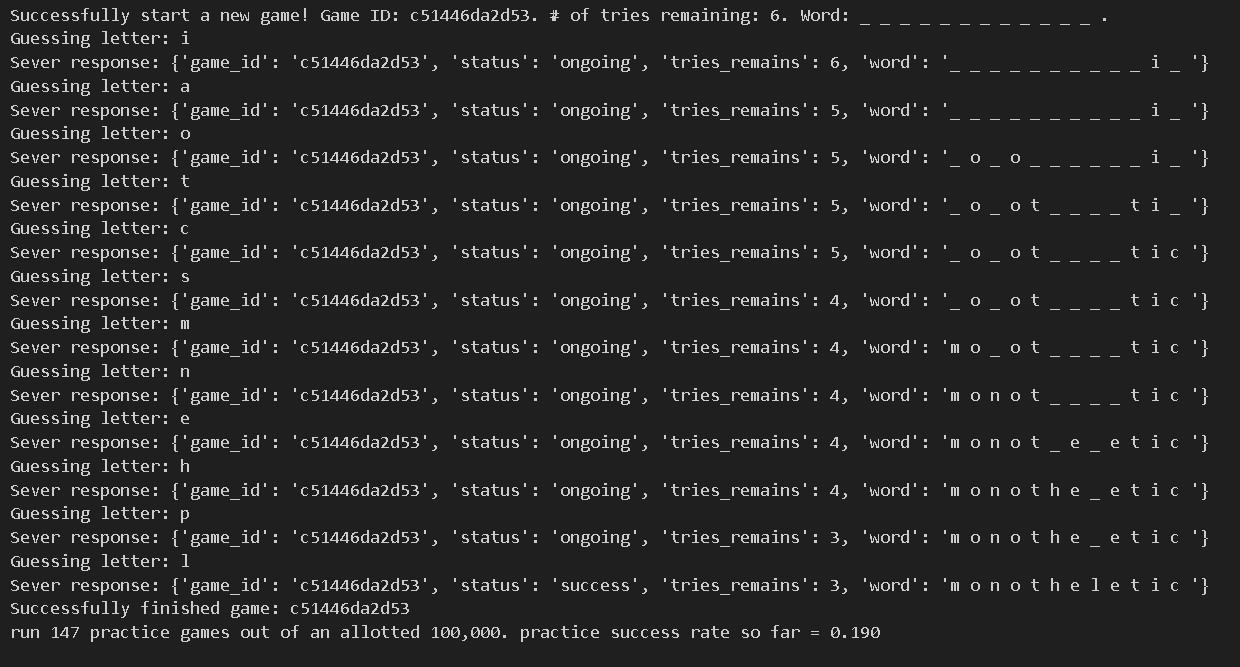 Successfully start a new game! Game ID: c51446da2d53. # of tries remaining: 6. Word: _ _ _ _ _ _ _ _ _ _ _ _ .
Guessing letter: i
Sever response: {'game_id': 'c51446da2d53', 'status': 'ongoing', 'tries_remains': 6, 'word': '_ _ _ _ _ _ _ _ _ _ i _ '}
Guessing letter: a
Sever response: {'game_id': 'c51446da2d53', 'status': 'ongoing', 'tries_remains': 5, 'word': '_ _ _ _ _ _ _ _ _ _ i _ '}
Guessing letter: o
Sever response: {'game_id': 'c51446da2d53', 'status': 'ongoing', 'tries_remains': 5, 'word': '_ o _ o _ _ _ _ _ _ i _ '}
Guessing letter: t
Sever response: {'game_id': 'c51446da2d53', 'status': 'ongoing', 'tries_remains': 5, 'word': '_ o _ o t _ _ _ _ t i _ '}
Guessing letter: c
Sever response: {'game_id': 'c51446da2d53', 'status': 'ongoing', 'tries_remains': 5, 'word': '_ o _ o t _ _ _ _ t i c '}
Guessing letter: s
Sever response: {'game_id': 'c51446da2d53', 'status': 'ongoing', 'tries_remains': 4, 'word': '_ o _ o t _ _ _ _ t i c '}
Guessing letter: m
Sever response: {'game_id': 'c51446da2d53', 'status': 'ongoing', 'tries_remains': 4, 'word': 'm o _ o t _ _ _ _ t i c '}
Guessing letter: n
Sever response: {'game_id': 'c51446da2d53', 'status': 'ongoing', 'tries_remains': 4, 'word': 'm o n o t _ _ _ _ t i c '}
Guessing letter: e
Sever response: {'game_id': 'c51446da2d53', 'status': 'ongoing', 'tries_remains': 4, 'word': 'm o n o t _ e _ e t i c '}
Guessing letter: h
Sever response: {'game_id': 'c51446da2d53', 'status': 'ongoing', 'tries_remains': 4, 'word': 'm o n o t h e _ e t i c '}
Guessing letter: p
Sever response: {'game_id': 'c51446da2d53', 'status': 'ongoing', 'tries_remains': 3, 'word': 'm o n o t h e _ e t i c '}
Guessing letter: l
Sever response: {'game_id': 'c51446da2d53', 'status': 'success', 'tries_remains': 3, 'word': 'm o n o t h e l e t i c '}
Successfully finished game: c51446da2d53
run 147 practice games out of an allotted 100,000. practice success rate so far = 0.190